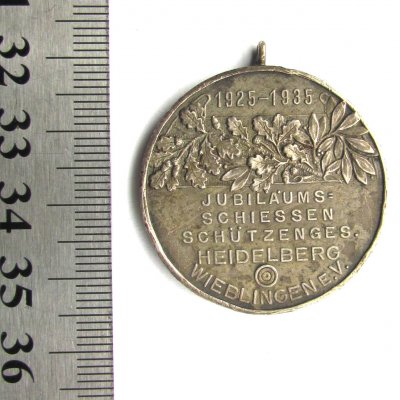 1925-1935
JUBILÄUMS=
SCHIESSEN
SCHÜTZENGES.
HEIDELBERG
WIEBLINGEN E.V.
32
33
34
35
36